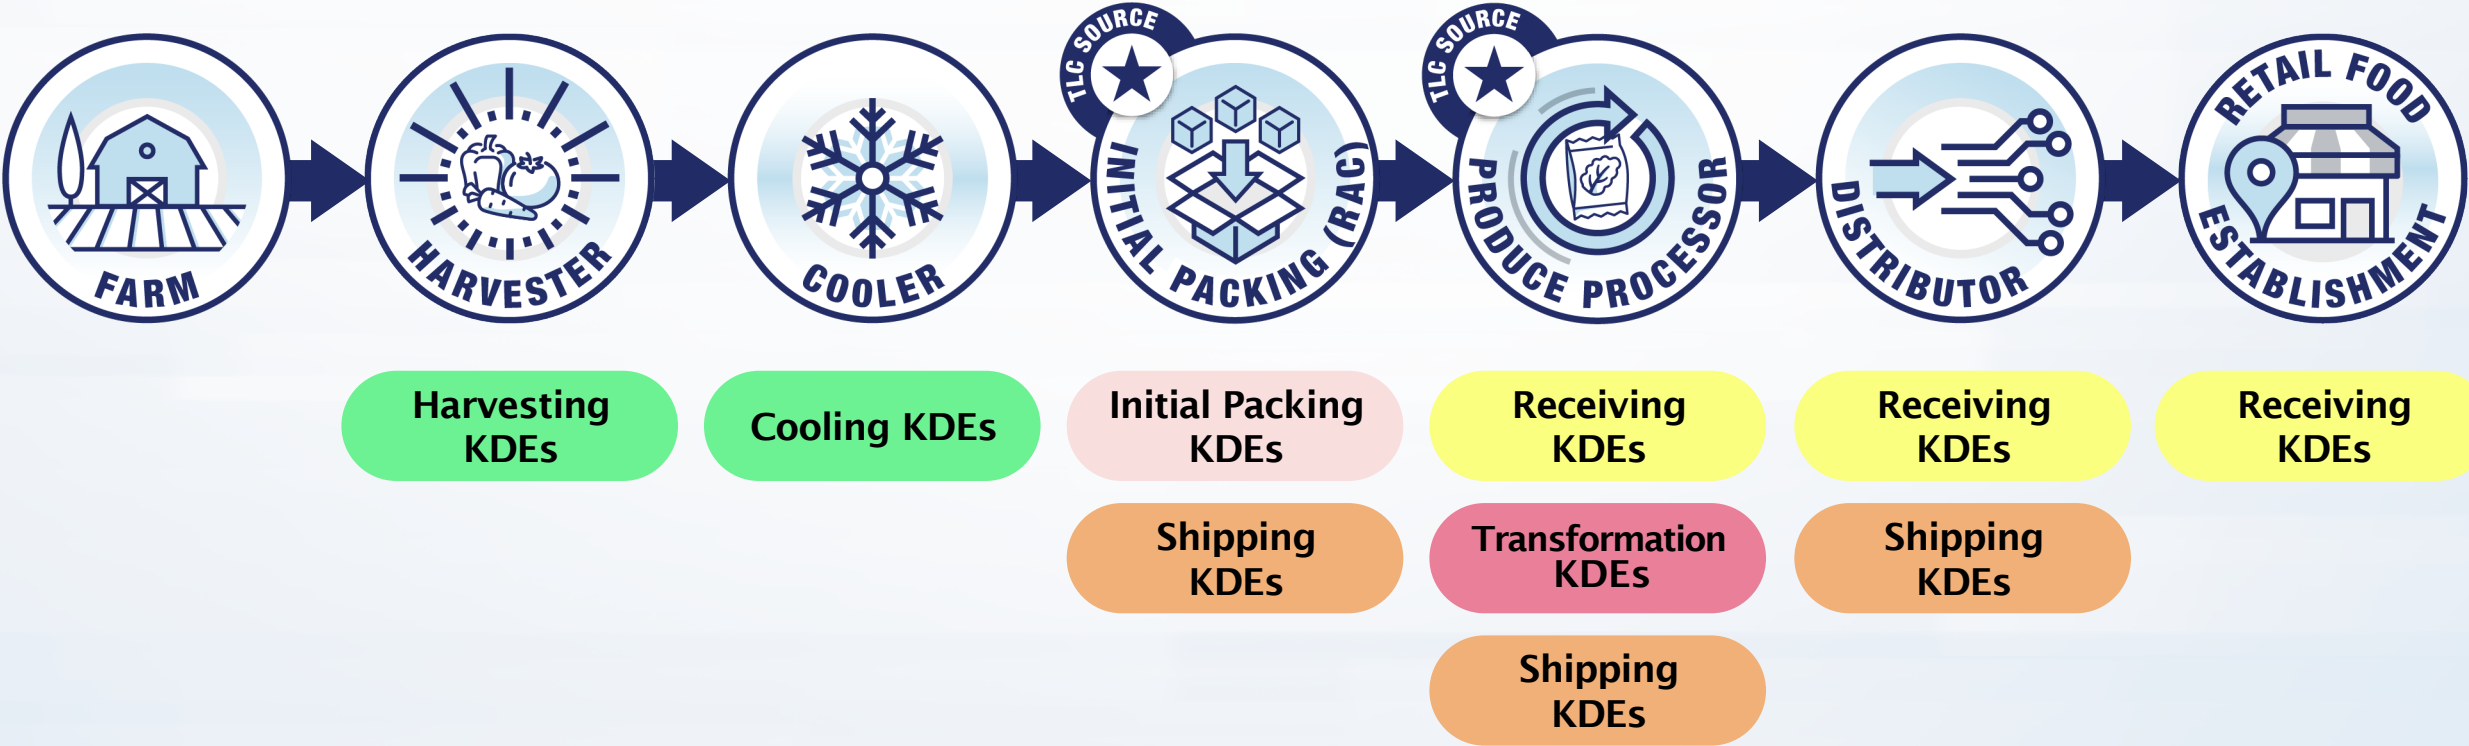 FARM
HARVESTER
COOLER
TLC SOURCE
INITIAL PACKING (RAC)
TLC SOURCE
PRODUCE PROCESSOR
DISTRIBUTOR
RETAIL FOOD
ESTABLISHMENT
Harvesting
KDEs
Cooling KDEs
Initial Packing
KDEs
Shipping
KDEs
Receiving
KDEs
Transformation
KDEs
Shipping
KDEs
Receiving
KDEs
Shipping
KDEs
Receiving
KDEs